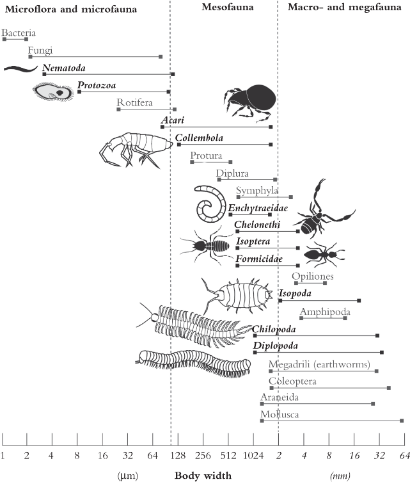 Microflora and microfauna Mesofauna Macro- and megafauna
Bacteria
Fungi
Nematoda
Protozoa
Rotifera
Acari
Collembola
Protura
Diplura
Symphyla
Enchytraeidae
Chelonethi
Isoptera
Formicidae
Opiliones
Isopoda
Amphipoda
Chilopoda
Diplopoda
Megadrili (earthworms)
Coleoptera
Araneida
Mollusca
1 2 4 8 16 32 64 128 256 512 1024 2 4 8 16 32 64
(µm) Body width (mm)